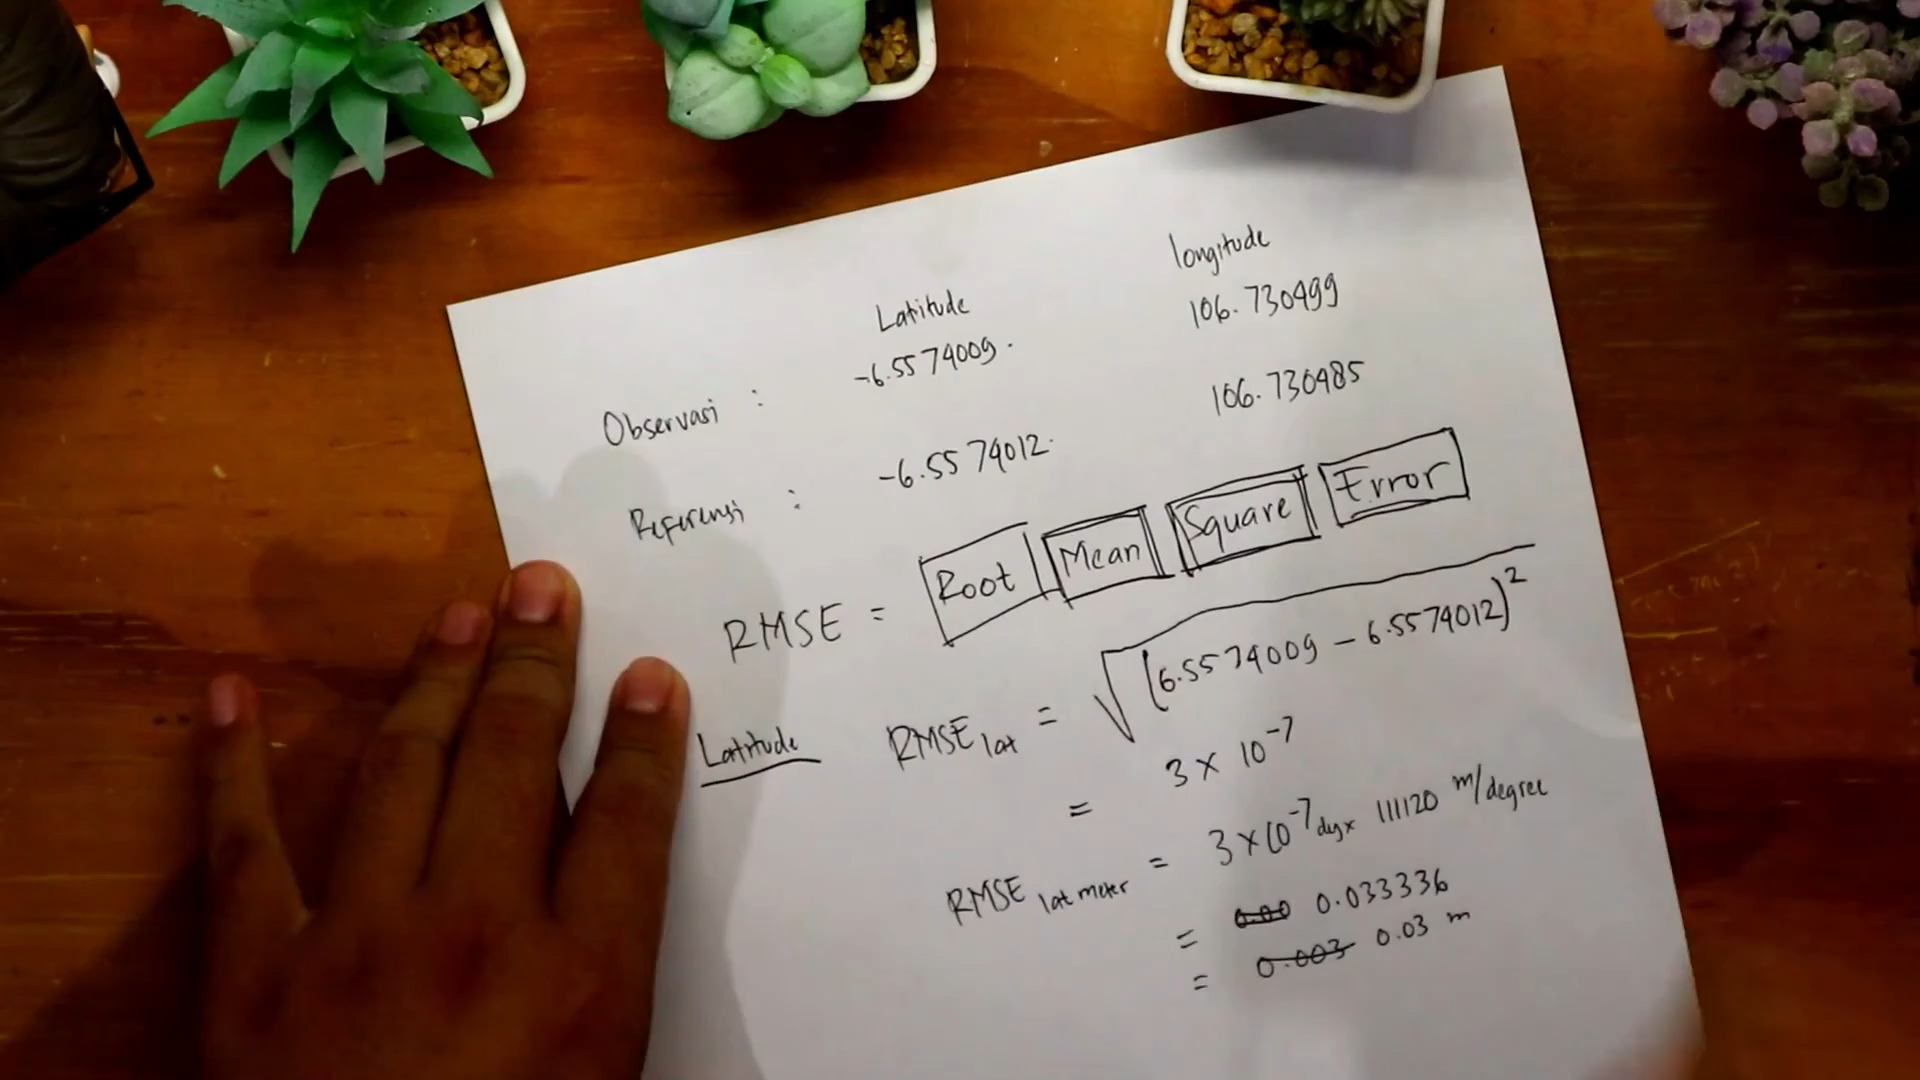 Latitude longitude
Observasi : -6.5574009. 106.730499
Referensi : -6.5574012. 106.730485
RMSE = Root Mean Square Error
Latitude RMSE lat = √(6.5574009 – 6.5574012)²
= 3 x 10⁻⁷
RMSE lat meter = 3 x 10⁻⁷ deg x 111120 m/degree
= 0.00 0.033336
= 0.003 0.03 m